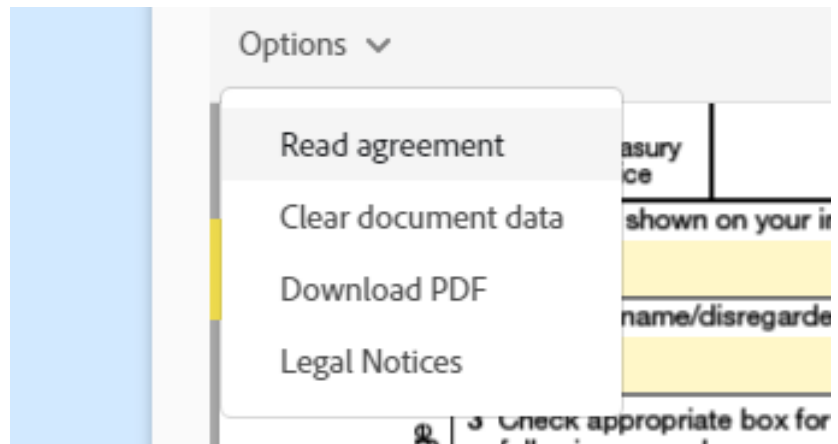 Options
Read agreement
asury
ce
Clear document data
shown on your
Download PDF
name/disregarde
Legal Notices
3 Check appropriate box for